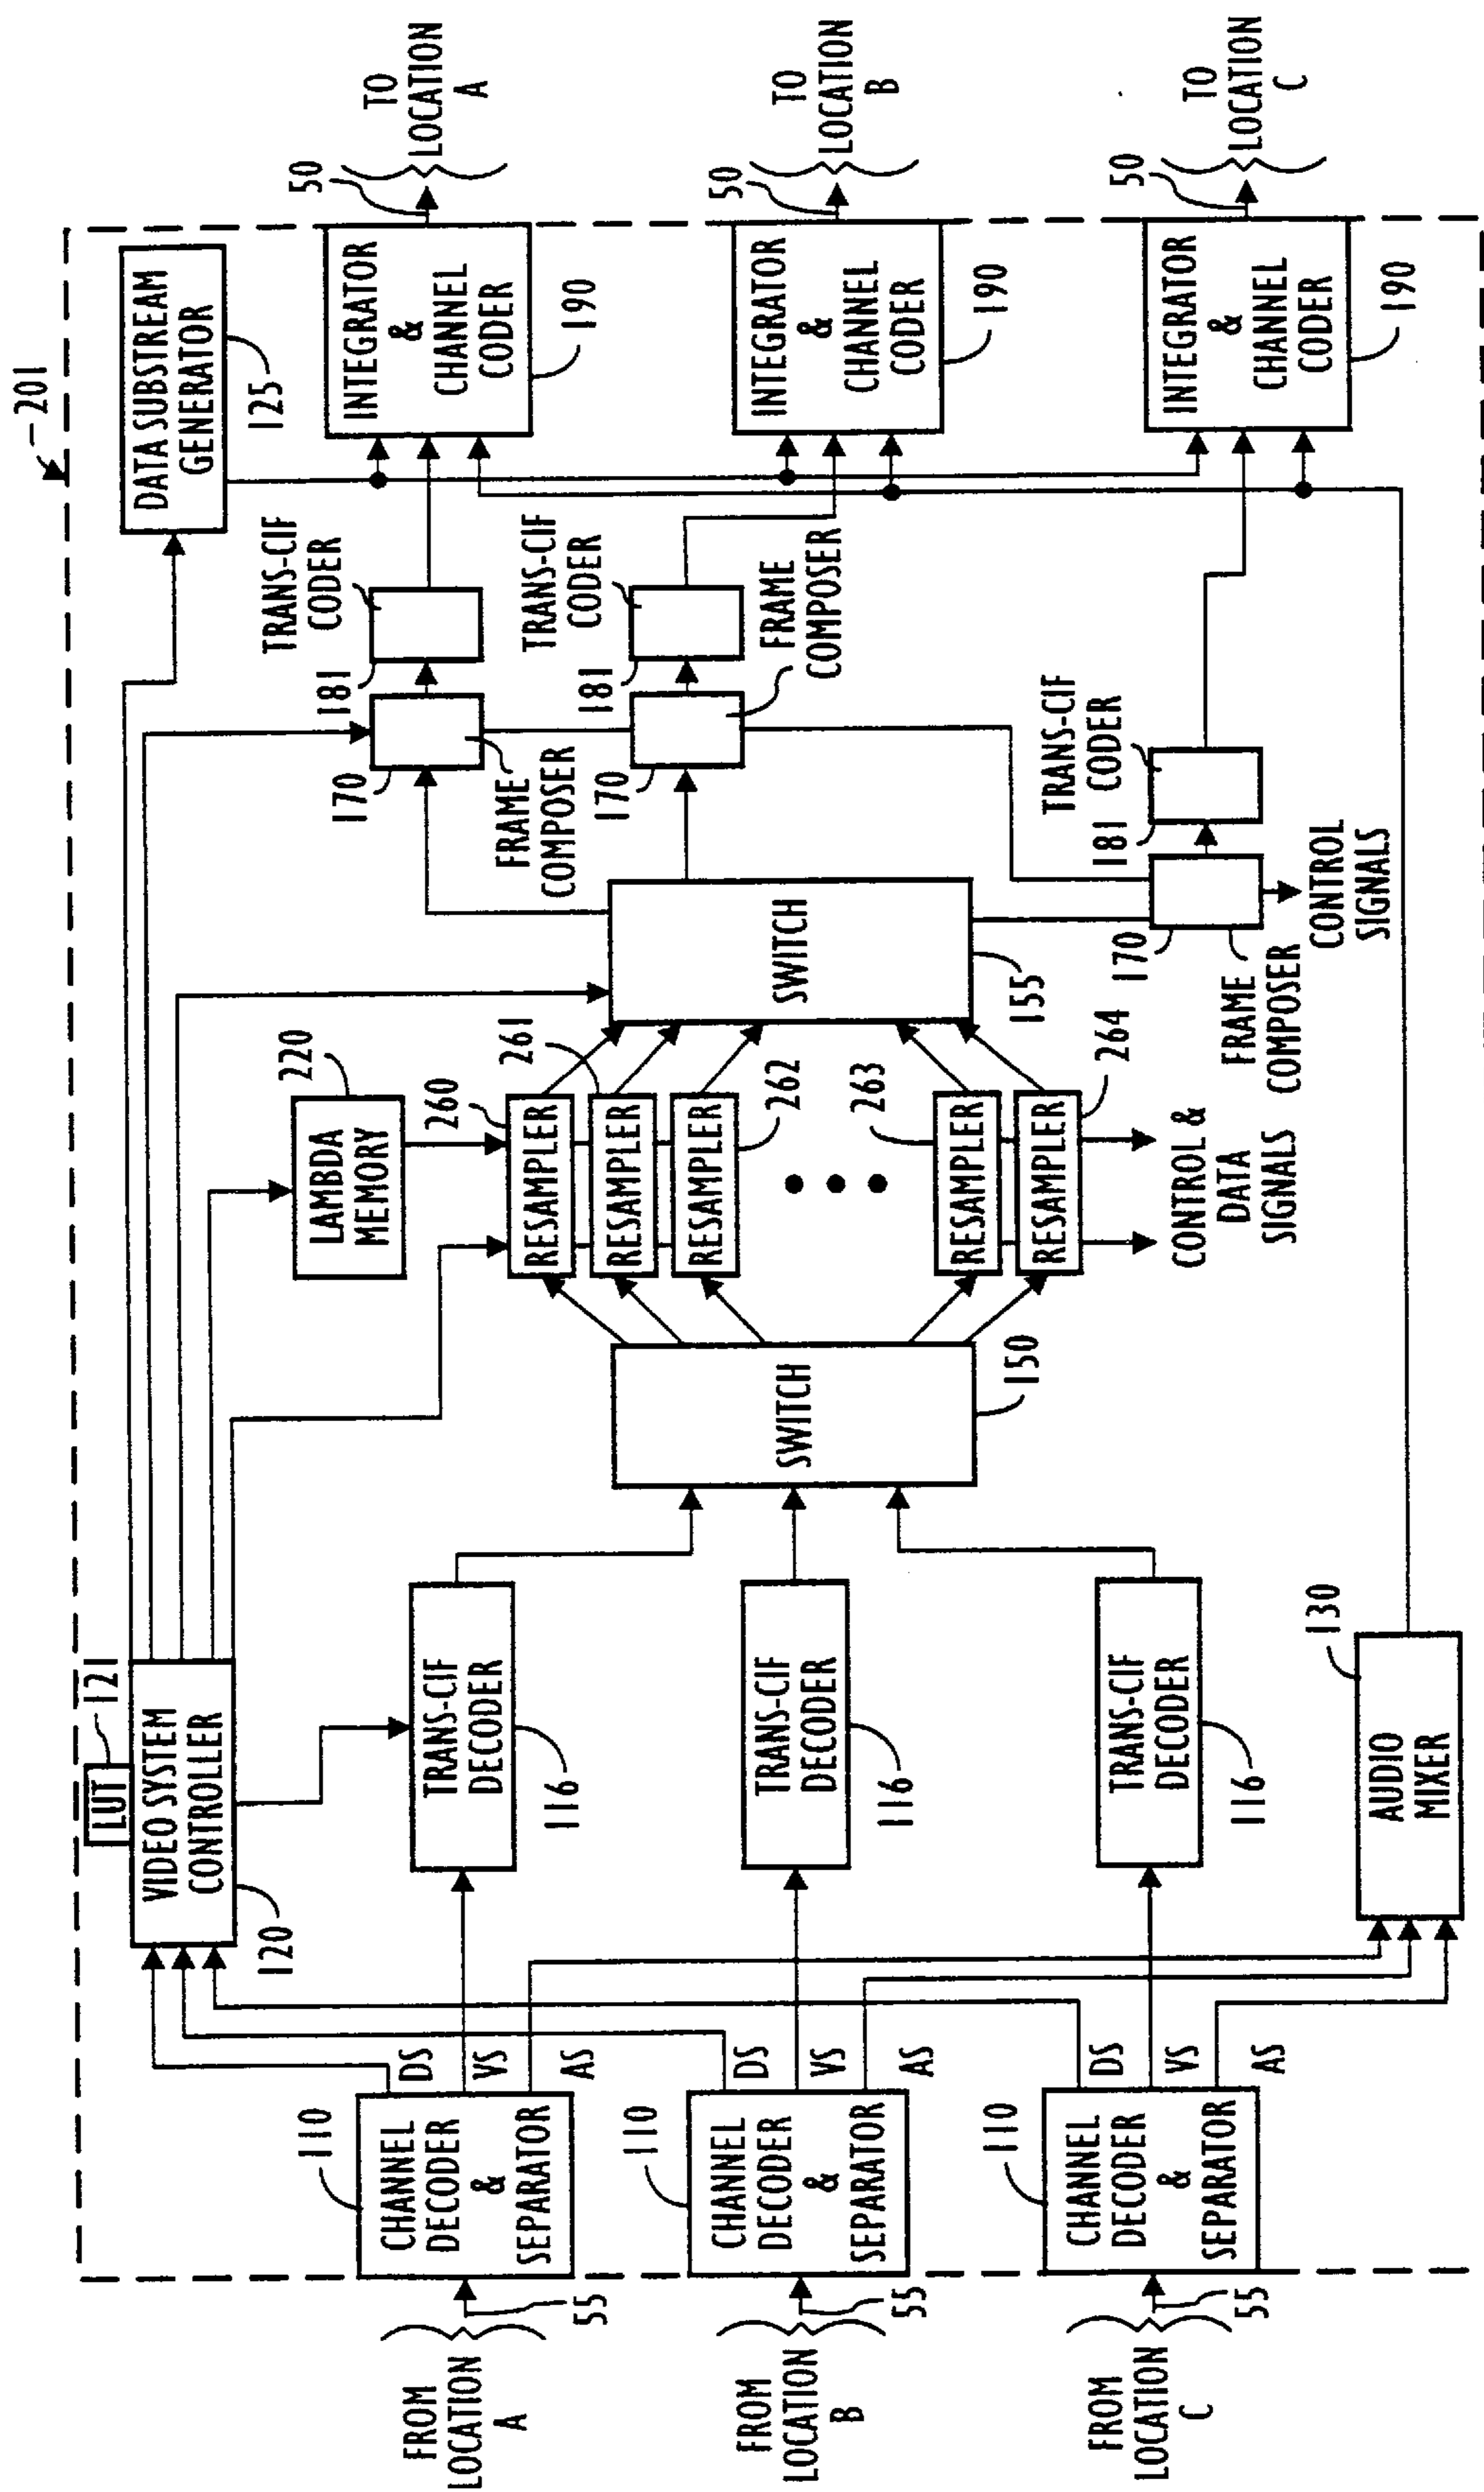 201
LUT
121
VIDEO SYSTEM
CONTROLLER
120
DATA SUBSTREAM
GENERATOR
125
LAMBDA
MEMORY
220
FROM
LOCATION
A
55
110
CHANNEL
DECODER
&
SEPARATOR
DS
VS
AS
TRANS-CIF
DECODER
116
FROM
LOCATION
B
55
110
CHANNEL
DECODER
&
SEPARATOR
DS
VS
AS
TRANS-CIF
DECODER
116
FROM
LOCATION
C
55
110
CHANNEL
DECODER
&
SEPARATOR
DS
VS
AS
TRANS-CIF
DECODER
116
AUDIO
MIXER
130
SWITCH
150
RESAMPLER
260
RESAMPLER
261
RESAMPLER
262
RESAMPLER
263
RESAMPLER
264
CONTROL &
DATA
SIGNALS
SWITCH
155
170
FRAME
COMPOSER
181
TRANS-CIF
CODER
170
FRAME
COMPOSER
181
TRANS-CIF
CODER
170
FRAME
COMPOSER
181
TRANS-CIF
CODER
CONTROL
SIGNALS
INTEGRATOR
&
CHANNEL
CODER
190
50
TO
LOCATION
A
INTEGRATOR
&
CHANNEL
CODER
190
50
TO
LOCATION
B
INTEGRATOR
&
CHANNEL
CODER
190
50
TO
LOCATION
C